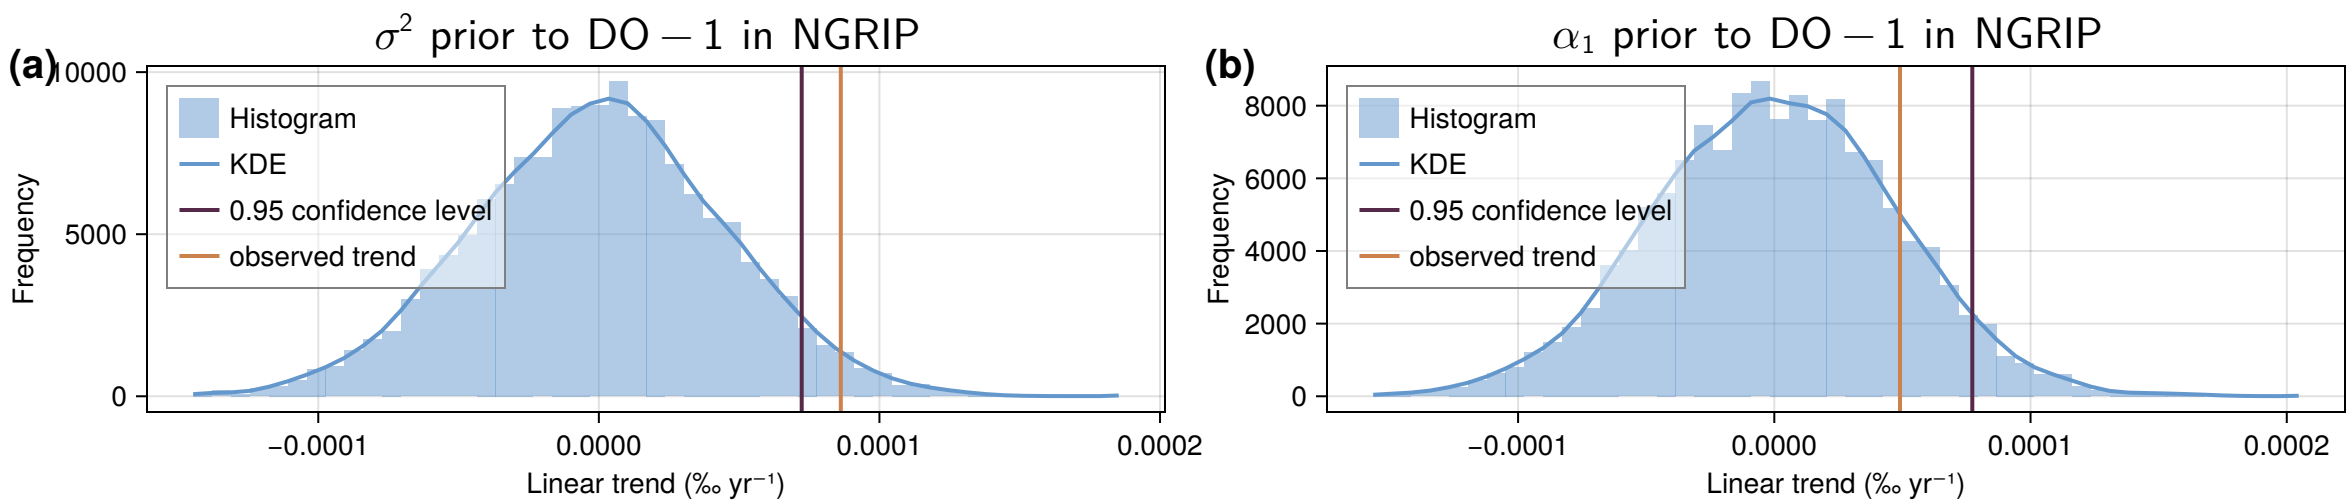 (a)
σ² prior to DO – 1 in NGRIP
Frequency
10000
5000
0
Histogram
KDE
0.95 confidence level
observed trend
−0.0001 0.0000 0.0001 0.0002
Linear trend (‰ yr⁻¹)
(b)
α₁ prior to DO – 1 in NGRIP
Frequency
8000
6000
4000
2000
0
Histogram
KDE
0.95 confidence level
observed trend
−0.0001 0.0000 0.0001 0.0002
Linear trend (‰ yr⁻¹)